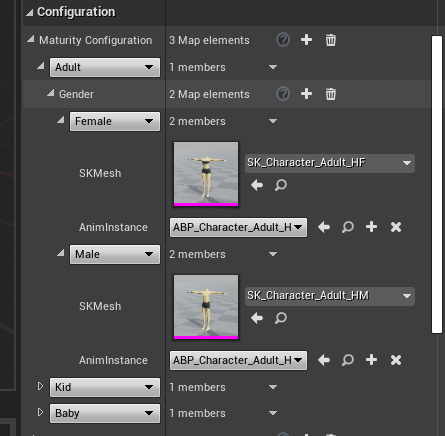 Configuration
Maturity Configuration 3 Map elements
Adult 1 members
Gender 2 Map elements
Female 2 members
SKMesh SK_Character_Adult_HF
AnimInstance ABP_Character_Adult_H
Male 2 members
SKMesh SK_Character_Adult_HM
AnimInstance ABP_Character_Adult_H
Kid 1 members
Baby 1 members